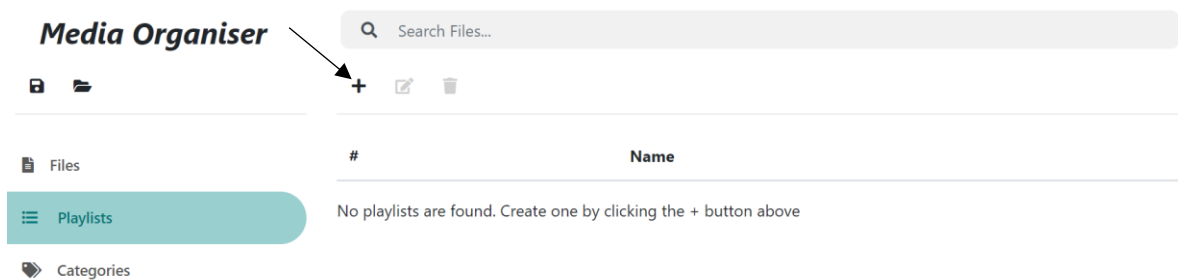 Media Organiser
Search Files...
Files
Playlists
Categories
# Name
No playlists are found. Create one by clicking the + button above